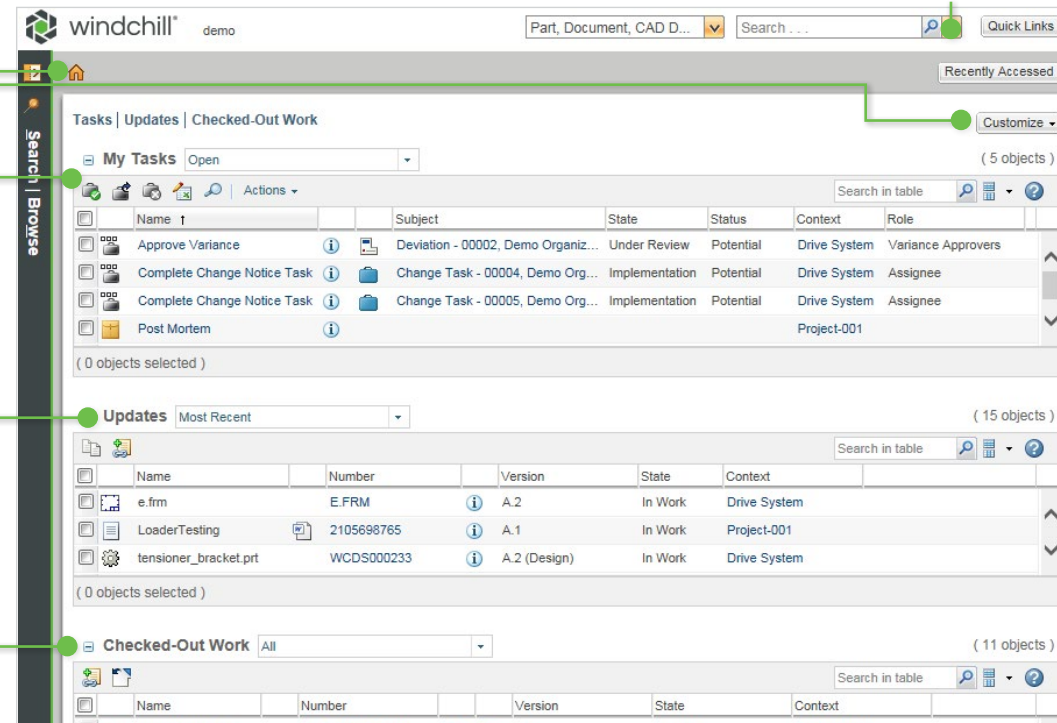 windchill® demo Part, Document, CAD D... Search . . . Quick Links
Recently Accessed
Tasks | Updates | Checked-Out Work Customize
Search | Browse
My Tasks Open ( 5 objects )
Actions Search in table
Name Subject State Status Context Role
Approve Variance Deviation - 00002, Demo Organiz... Under Review Potential Drive System Variance Approvers
Complete Change Notice Task Change Task - 00004, Demo Org... Implementation Potential Drive System Assignee
Complete Change Notice Task Change Task - 00005, Demo Org... Implementation Potential Drive System Assignee
Post Mortem Project-001
( 0 objects selected )
Updates Most Recent ( 15 objects )
Search in table
Name Number Version State Context
e.frm E.FRM A.2 In Work Drive System
LoaderTesting 2105698765 A.1 In Work Project-001
tensioner_bracket.prt WCDS000233 A.2 (Design) In Work Drive System
( 0 objects selected )
Checked-Out Work All ( 11 objects )
Search in table
Name Number Version State Context